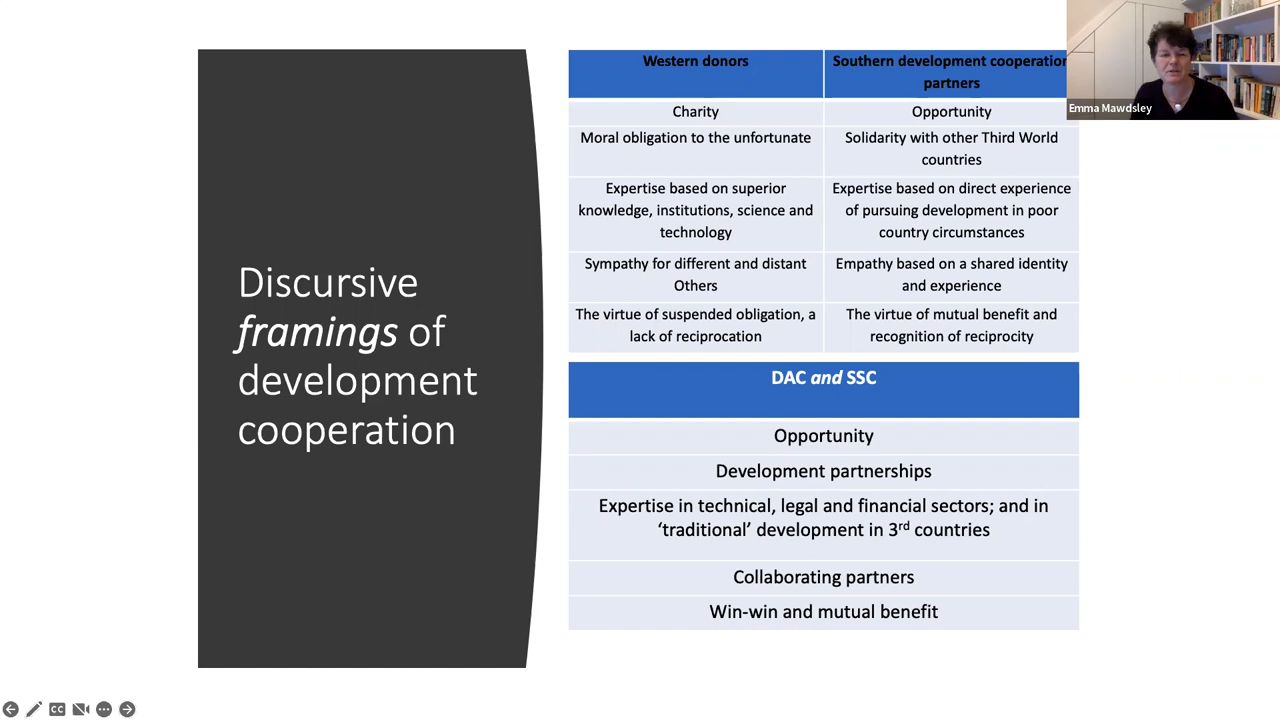 Discursive
framings of
development
cooperation
Western donors
Southern development cooperation
partners
Charity
Opportunity
Moral obligation to the unfortunate
Solidarity with other Third World
countries
Expertise based on superior
knowledge, institutions, science and
technology
Expertise based on direct experience
of pursuing development in poor
country circumstances
Sympathy for different and distant
Others
Empathy based on a shared identity
and experience
The virtue of suspended obligation, a
lack of reciprocation
The virtue of mutual benefit and
recognition of reciprocity
DAC and SSC
Opportunity
Development partnerships
Expertise in technical, legal and financial sectors; and in
‘traditional’ development in 3rd countries
Collaborating partners
Win-win and mutual benefit
Emma Mawdsley
CC